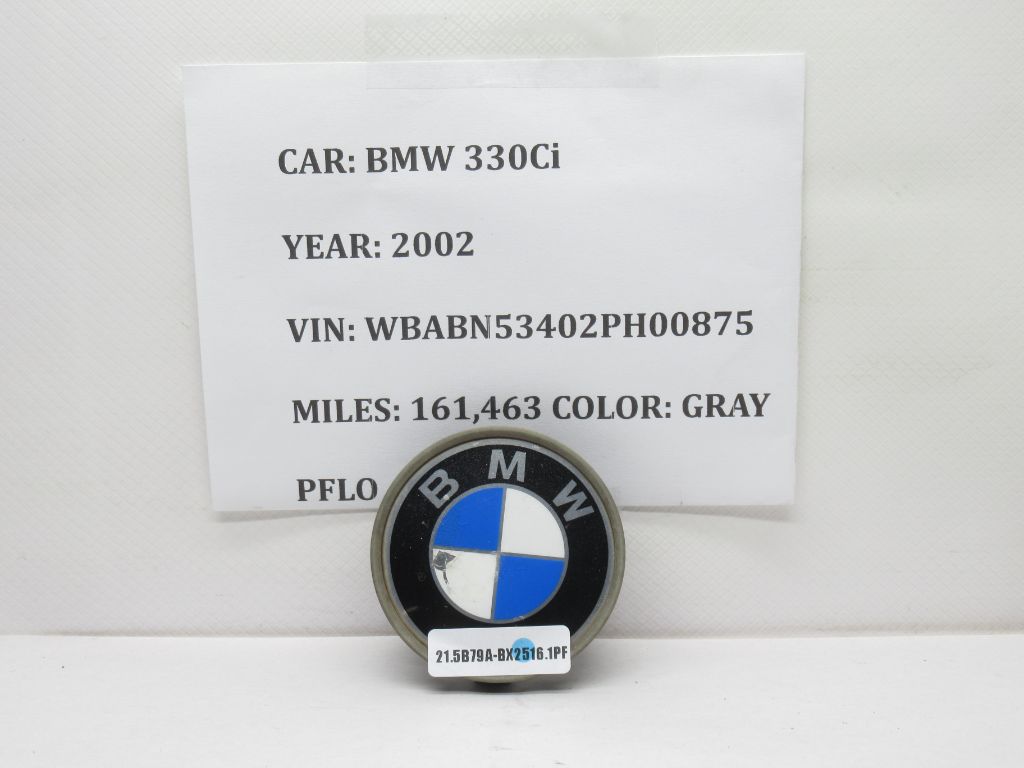 CAR: BMW 330Ci
YEAR: 2002
VIN: WBABN53402PH00875
MILES: 161,463 COLOR: GRAY
PFLO
BMW
21.5B79A-BX2516.1PF